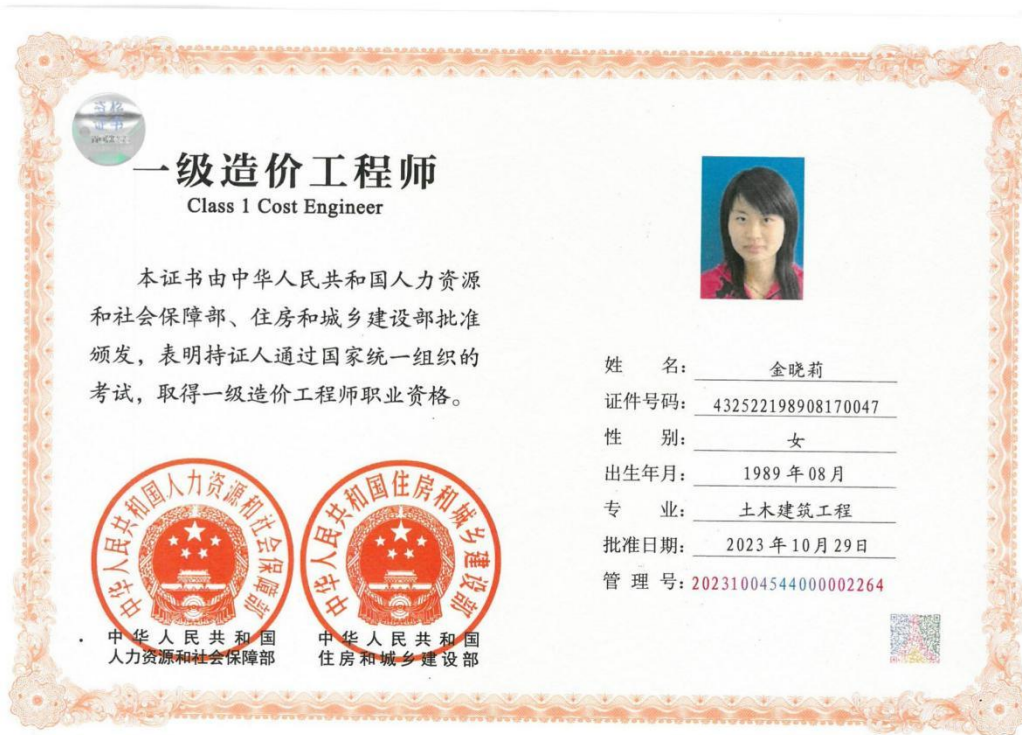 一级造价工程师
Class 1 Cost Engineer
本证书由中华人民共和国人力资源
和社会保障部、住房和城乡建设部批准
颁发，表明持证人通过国家统一组织的
考试，取得一级造价工程师职业资格。
中华人民共和国人力资源和社会保障部
中华人民共和国住房和城乡建设部
中华人民共和国
人力资源和社会保障部
中华人民共和国
住房和城乡建设部
姓 名：金晓莉
证件号码：432522198908170047
性 别：女
出生年月：1989年08月
专 业：土木建筑工程
批准日期：2023年10月29日
管 理 号：20231004544000002264